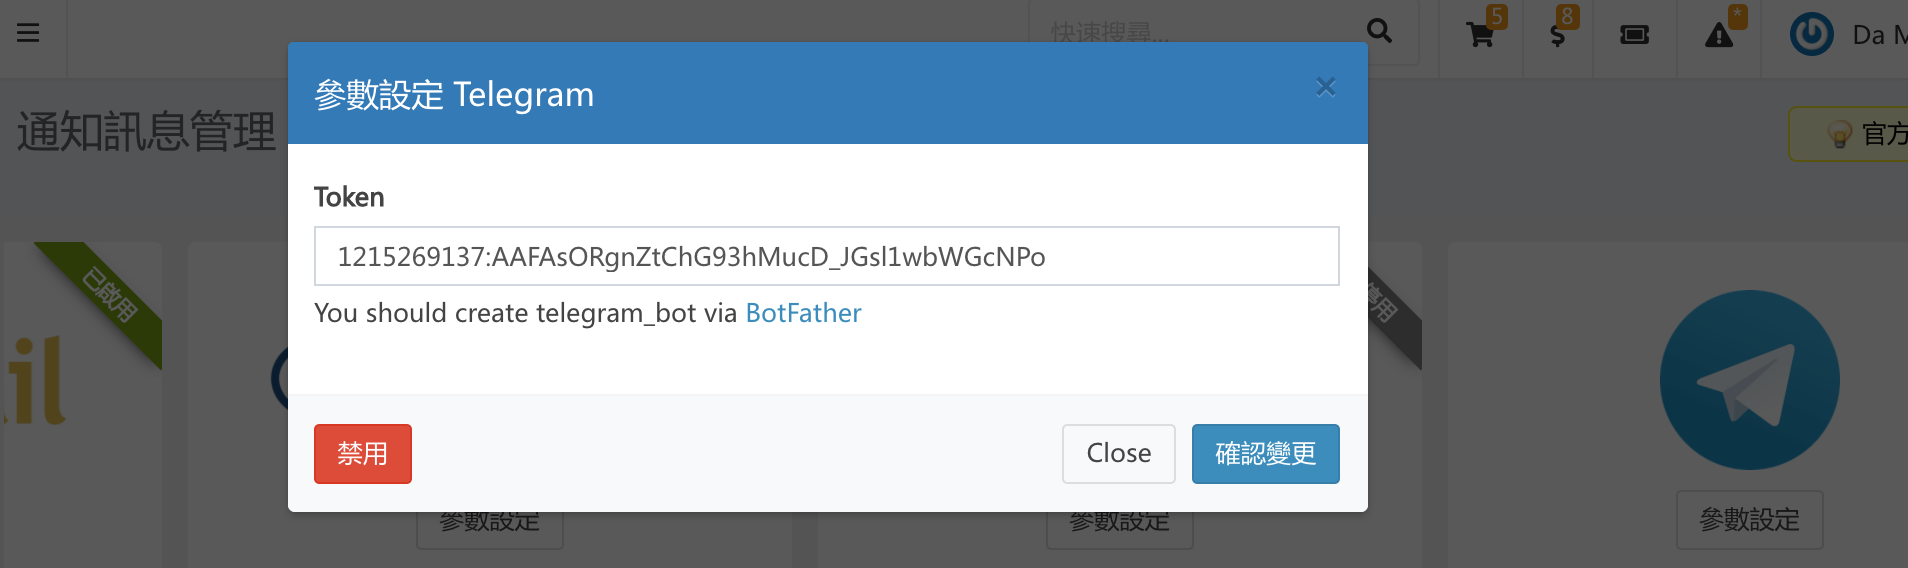 快速搜尋...
5
8
*
Da M
參數設定 Telegram
×
通知訊息管理
官方
Token
1215269137:AAFAsORgnZtChG93hMucD_JGsl1wbWGcNPo
You should create telegram_bot via BotFather
已啟用
停用
il
禁用
Close
確認變更
參數設定
參數設定
參數設定